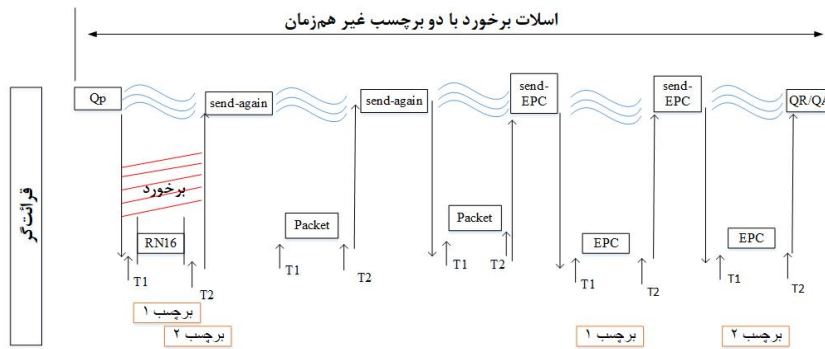 اسلات برخورد با دو برچسب غیر هم‌زمان
قرائت‌گر
Qp
send-again
send-again
send-
EPC
send-
EPC
QR/QA
برخورد
RN16
Packet
Packet
EPC
EPC
T1
T2
T1
T2
T1
T2
T1
T2
T1
T2
برچسب ۱
برچسب ۲
برچسب ۱
برچسب ۲